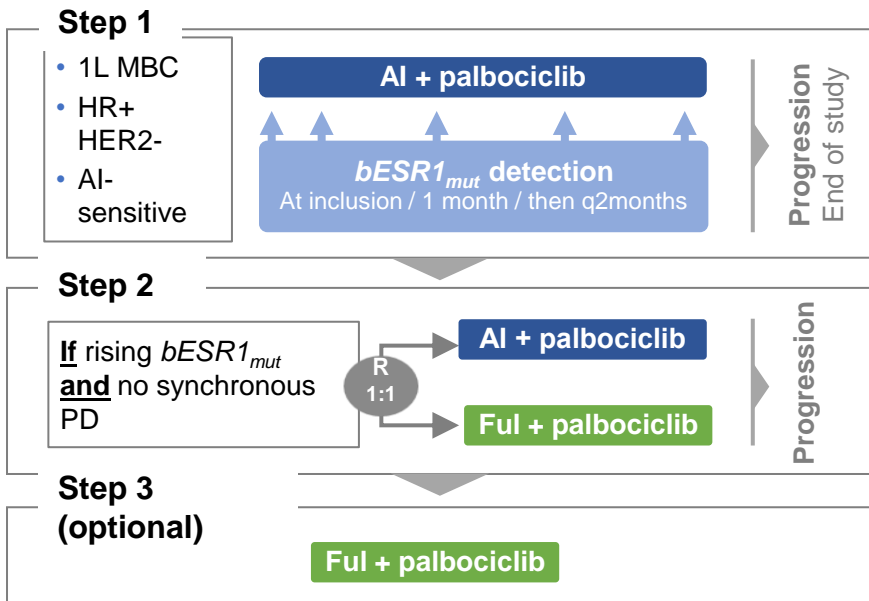 Step 1
• 1L MBC
• HR+
HER2-
• AI-
sensitive
AI + palbociclib
bESR1mut detection
At inclusion / 1 month / then q2months
Progression
End of study
Step 2
If rising bESR1mut
and no synchronous
PD
R
1:1
AI + palbociclib
Ful + palbociclib
Progression
Step 3
(optional)
Ful + palbociclib